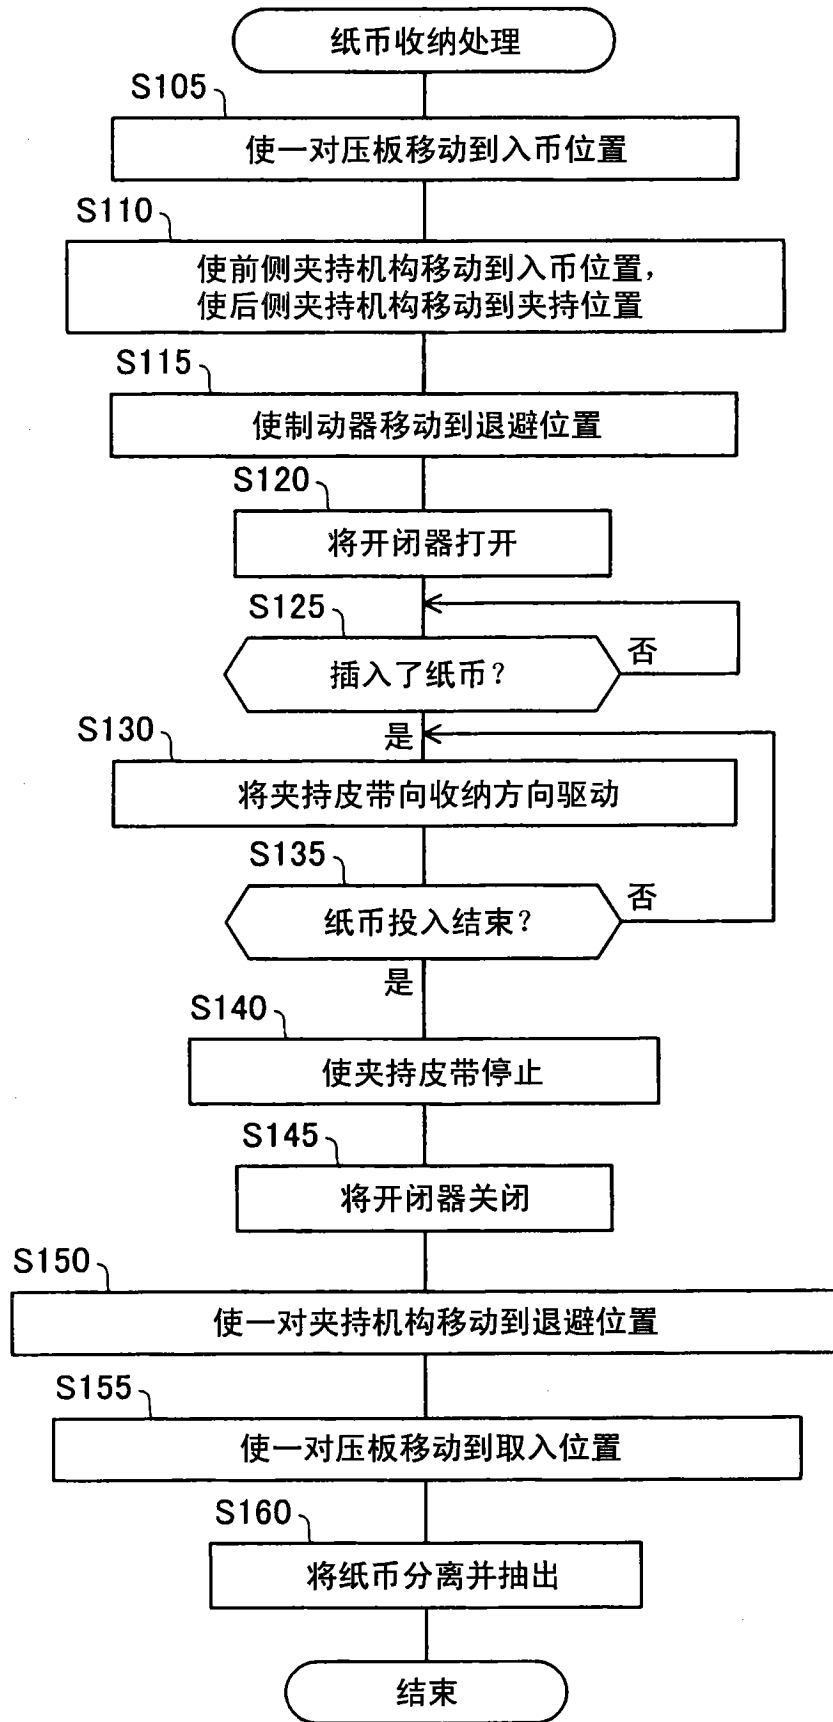 纸币收纳处理
S105
使一对压板移动到入币位置
S110
使前侧夹持机构移动到入币位置，
使后侧夹持机构移动到夹持位置
S115
使制动器移动到退避位置
S120
将开闭器打开
S125
插入了纸币？
否
是
S130
将夹持皮带向收纳方向驱动
S135
纸币投入结束？
否
是
S140
使夹持皮带停止
S145
将开闭器关闭
S150
使一对夹持机构移动到退避位置
S155
使一对压板移动到取入位置
S160
将纸币分离并抽出
结束